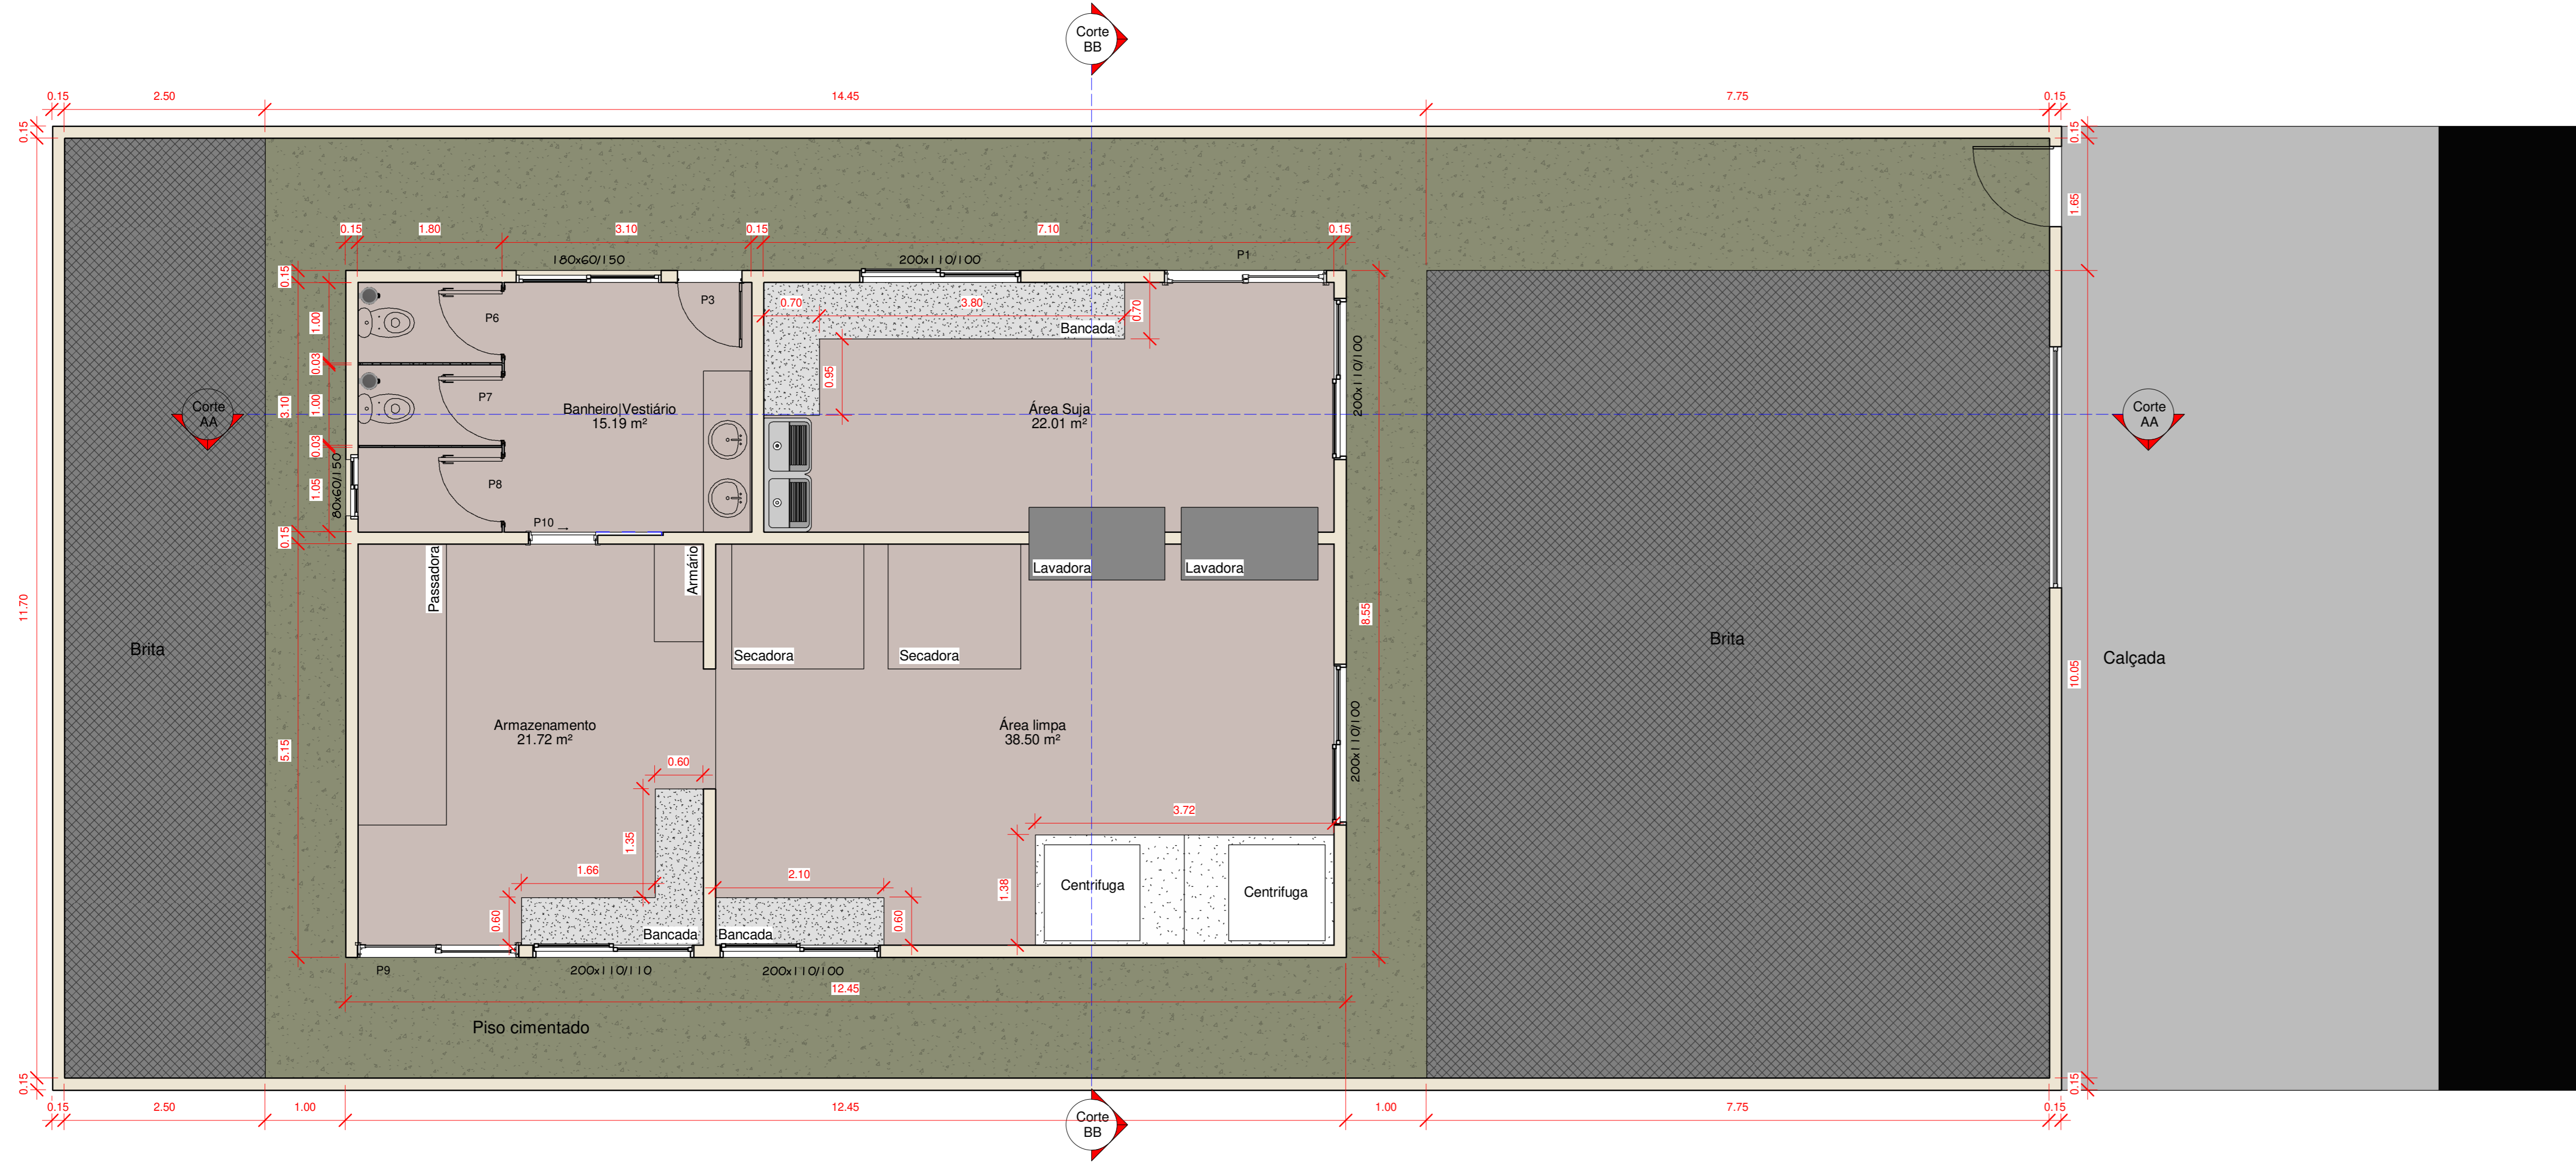 Corte
BB
0.15
2.50
14.45
7.75
0.15
0.15
0.15
0.15
1.80
3.10
0.15
7.10
0.15
1.65
180x60/150
200x110/100
P1
0.15
P3
0.70
3.80
0.70
Bancada
P6
1.00
0.03
200x110/100
0.95
P7
1.00
3.10
Corte
AA
Banheiro|Vestiário
15.19 m²
Área Suja
22.01 m²
Corte
AA
0.03
80x60/150
1.05
P8
P10
0.15
Passadora
Armário
Lavadora
Lavadora
11.70
8.55
Brita
Brita
Calçada
10.05
Secadora
Secadora
Armazenamento
21.72 m²
Área limpa
38.50 m²
5.15
200x110/100
0.60
3.72
1.35
1.66
2.10
1.38
Centrifuga
Centrifuga
0.60
0.60
Bancada
Bancada
P9
200x110/110
200x110/100
12.45
Piso cimentado
0.15
0.15
0.15
2.50
1.00
12.45
1.00
7.75
0.15
Corte
BB